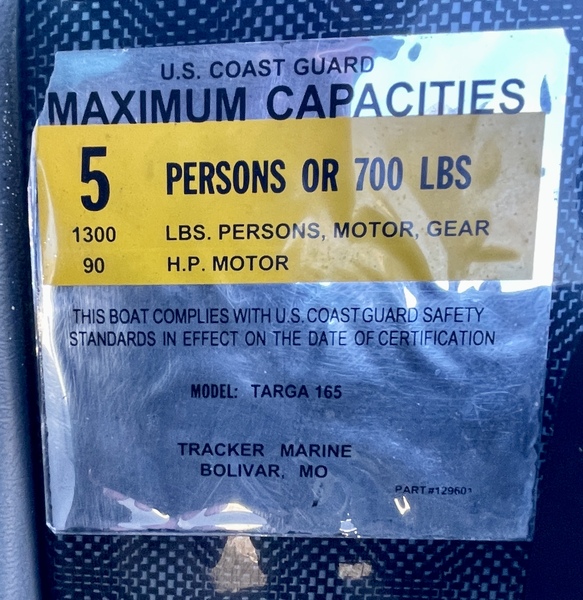 U.S. COAST GUARD
MAXIMUM CAPACITIES
5 PERSONS OR 700 LBS
1300 LBS. PERSONS, MOTOR, GEAR
90 H.P. MOTOR
THIS BOAT COMPLIES WITH U.S. COAST GUARD SAFETY
STANDARDS IN EFFECT ON THE DATE OF CERTIFICATION
MODEL: TARGA 165
TRACKER MARINE
BOLIVAR, MO
PART #129601